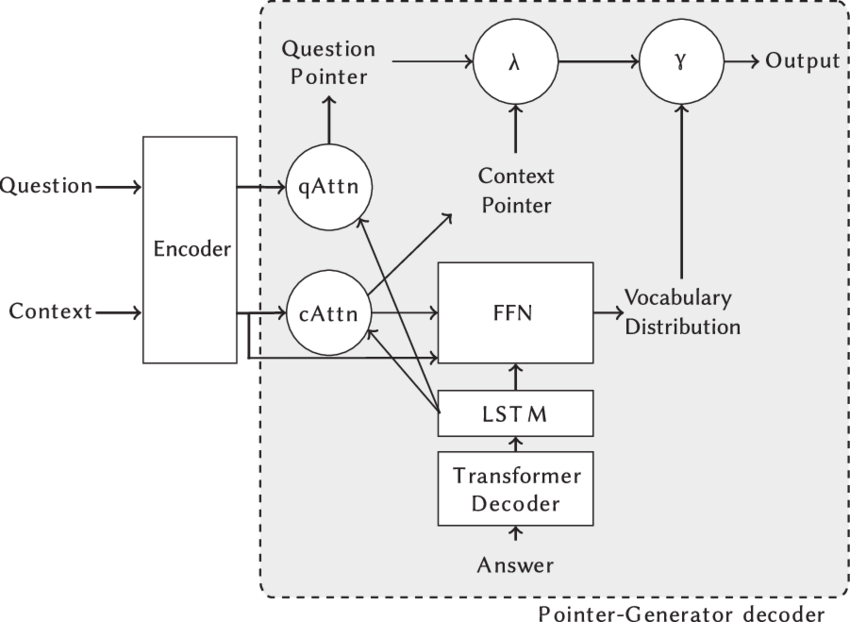 Question
Pointer
λ
γ
Output
Question
qAttn
Context
Pointer
Encoder
Context
cAttn
FFN
Vocabulary
Distribution
LSTM
Transformer
Decoder
Answer
Pointer-Generator decoder